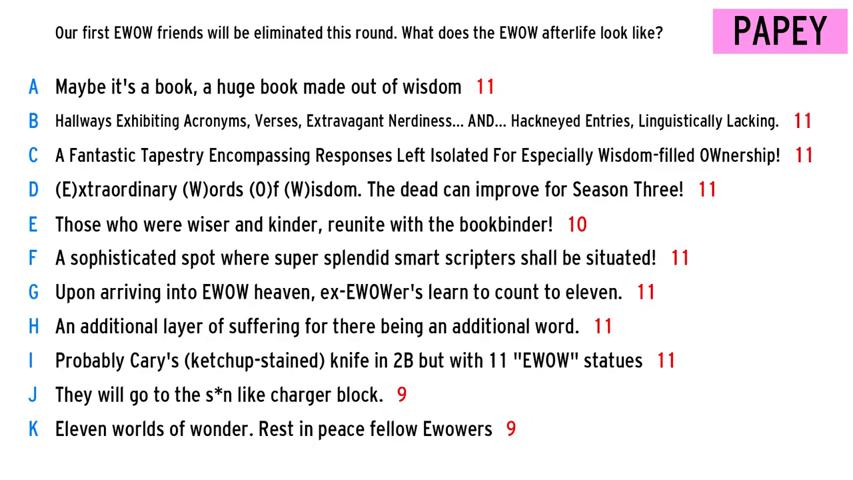 Our first EWOW friends will be eliminated this round. What does the EWOW afterlife look like?
PAPEY
A Maybe it's a book, a huge book made out of wisdom 11
B Hallways Exhibiting Acronyms, Verses, Extravagant Nerdiness... AND... Hackneyed Entries, Linguistically Lacking. 11
C A Fantastic Tapestry Encompassing Responses Left Isolated For Especially Wisdom-filled OWnership! 11
D (E)xtraordinary (W)ords (O)f (W)isdom. The dead can improve for Season Three! 11
E Those who were wiser and kinder, reunite with the bookbinder! 10
F A sophisticated spot where super splendid smart scripters shall be situated! 11
G Upon arriving into EWOW heaven, ex-EWOWer's learn to count to eleven. 11
H An additional layer of suffering for there being an additional word. 11
I Probably Cary's (ketchup-stained) knife in 2B but with 11 "EWOW" statues 11
J They will go to the s*n like charger block. 9
K Eleven worlds of wonder. Rest in peace fellow Ewowers 9